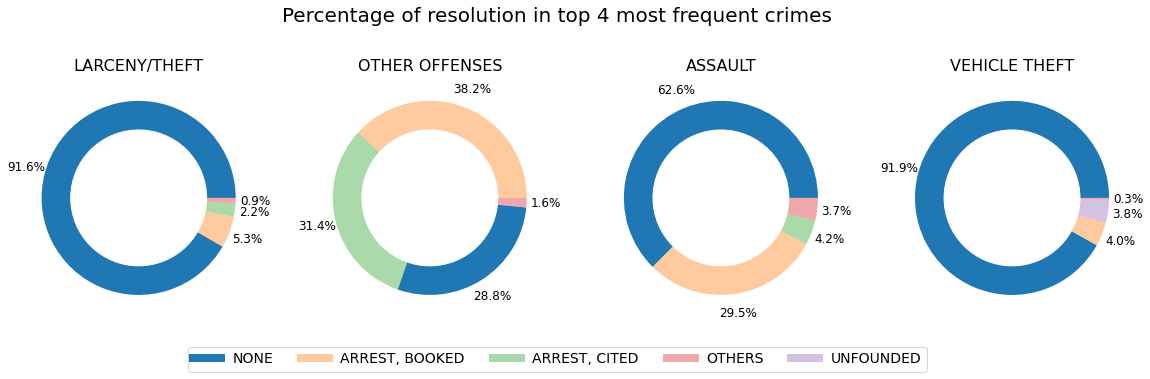 Percentage of resolution in top 4 most frequent crimes
LARCENY/THEFT
91.6%
0.9%
2.2%
5.3%
OTHER OFFENSES
38.2%
31.4%
1.6%
28.8%
ASSAULT
62.6%
3.7%
4.2%
29.5%
VEHICLE THEFT
91.9%
0.3%
3.8%
4.0%
NONE ARREST, BOOKED ARREST, CITED OTHERS UNFOUNDED